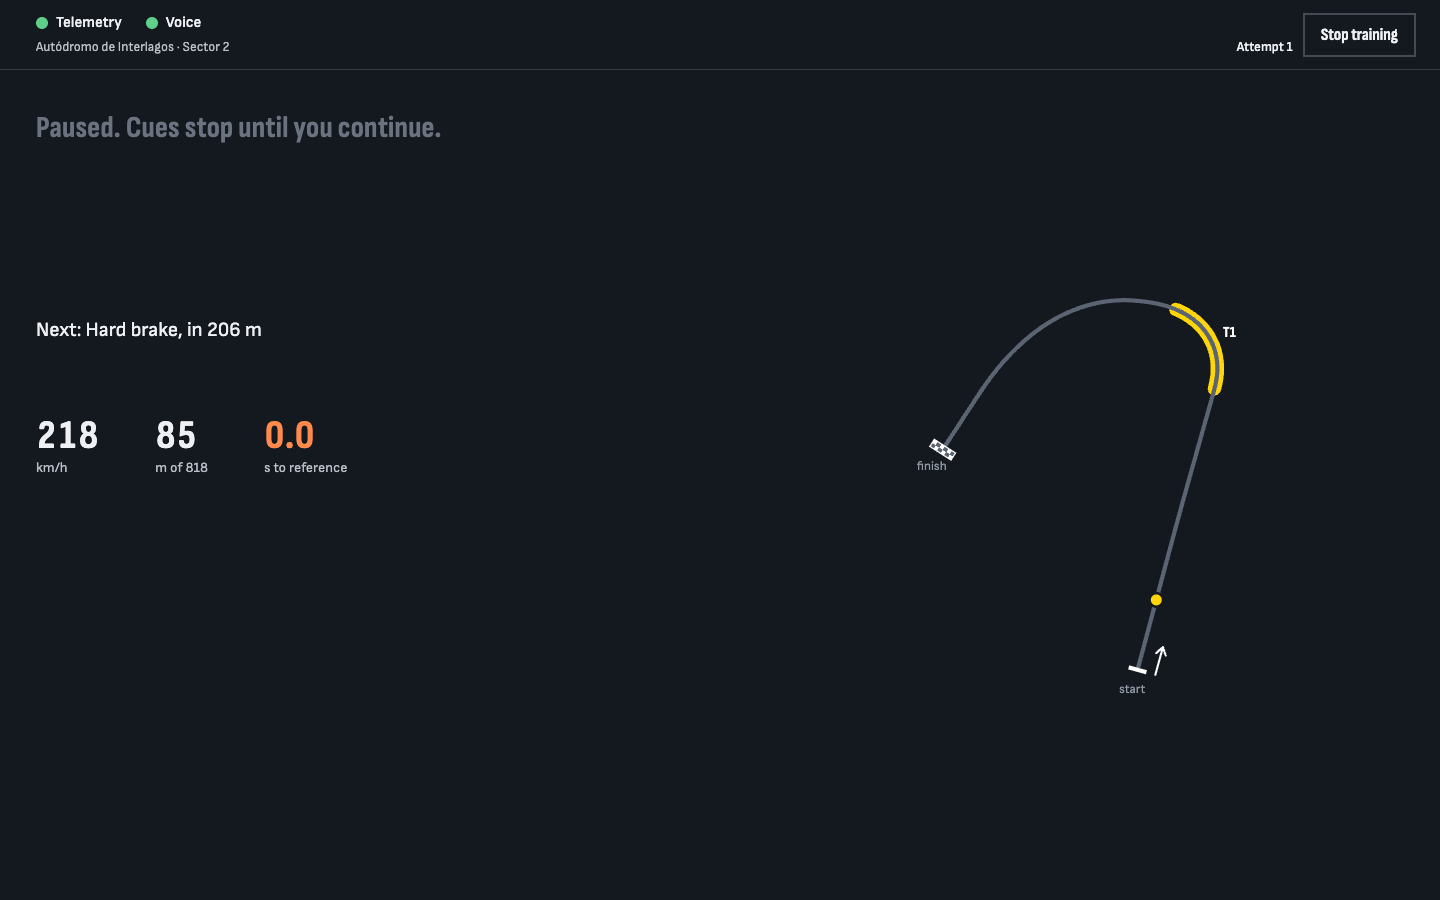 Telemetry
Voice
Autódromo de Interlagos · Sector 2
Attempt 1
Stop training
Paused. Cues stop until you continue.
Next: Hard brake, in 206 m
218
85
0.0
km/h
m of 818
s to reference
T1
finish
start